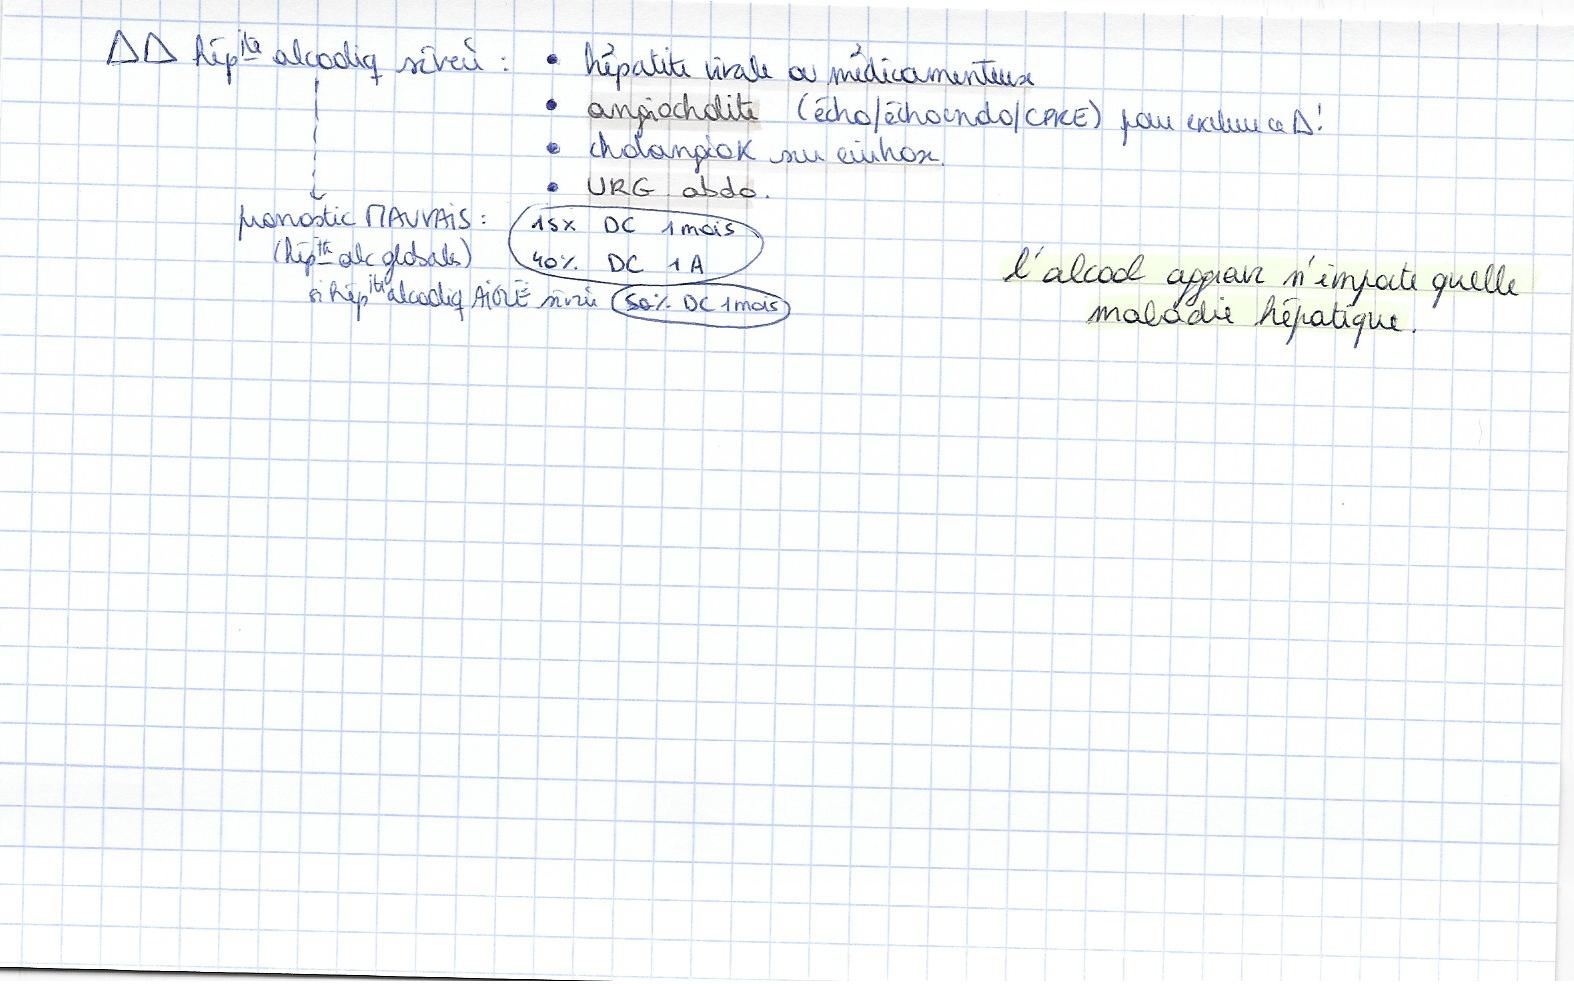 ΔΔ hép^ite alcooliq sévère : • hépatite virale ou médicamenteuse
• angiocholite (écho/échoendo/CPRE) pour exclure ce Δ!
• cholangioK sur cirrhose.
• URG abdo.
pronostic MAUVAIS : 15% DC 1 mois
(hép^ite alc globale) 40% DC 1 A
si hép^ite alcooliq AIGUË sévère 50% DC 1 mois
l'alcool aggrave n'importe quelle
maladie hépatique.